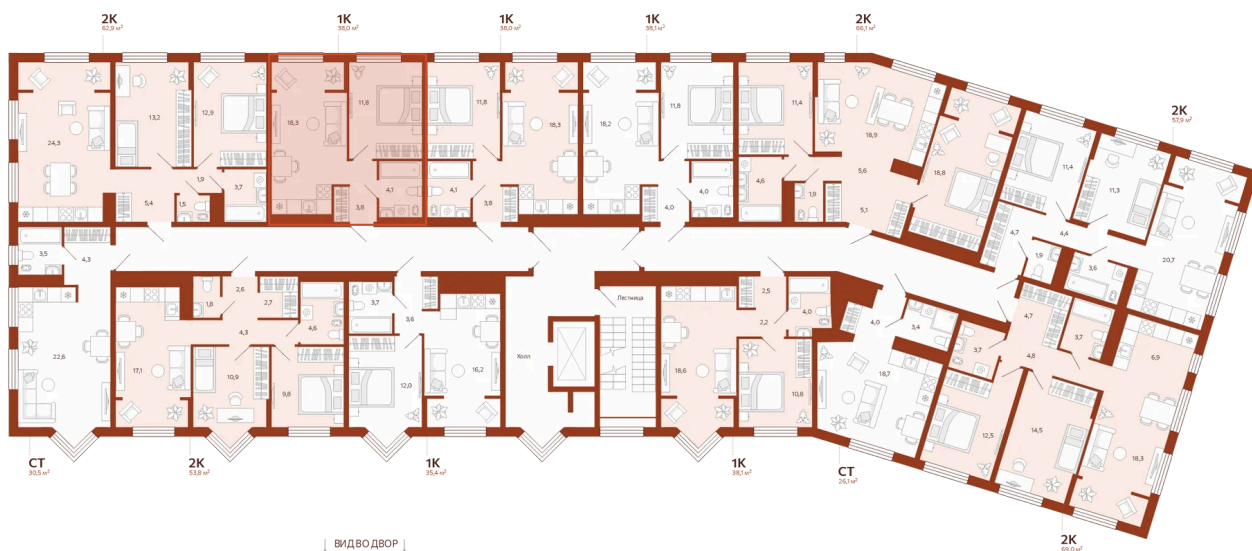 2К
62,9 м²
1К
38,0 м²
1К
38,0 м²
1К
38,1 м²
2К
66,1 м²
2К
57,9 м²
24,3
13,2
12,9
1,9
3,7
1,5
5,4
18,3
11,8
4,1
3,8
11,8
18,3
4,1
3,8
18,2
11,8
4,0
4,0
11,4
18,9
4,6
1,9
5,6
5,1
18,8
11,4
11,3
4,7
4,4
1,9
3,6
20,7
3,5
4,3
22,6
17,1
1,8
2,6
2,7
4,3
4,6
10,9
9,8
3,7
3,6
12,0
16,2
Холл
Лестница
18,6
2,5
2,2
4,0
10,8
4,0
3,4
18,7
3,7
4,7
4,8
3,7
12,5
14,5
6,9
18,3
СТ
30,5 м²
2К
53,8 м²
1К
35,4 м²
1К
38,1 м²
СТ
26,1 м²
2К
69,0 м²
ВИД ВО ДВОР